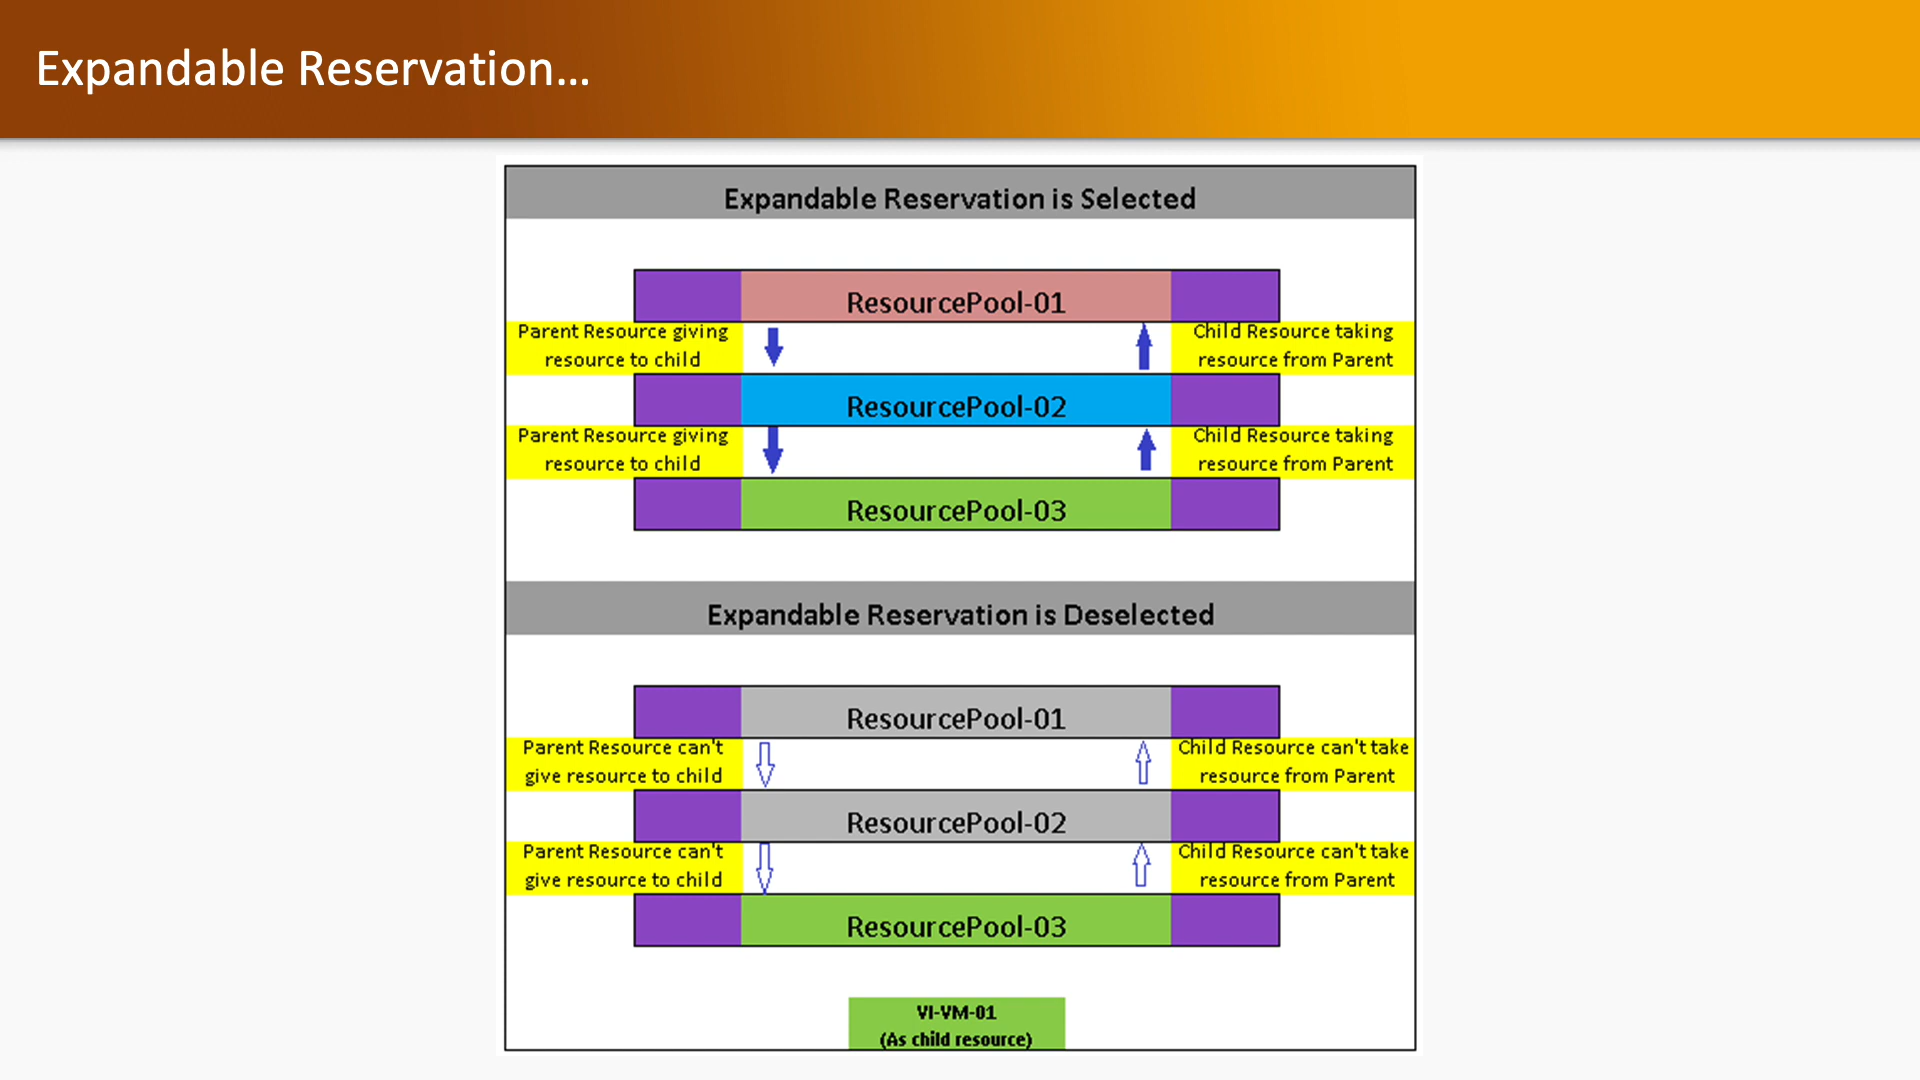 Expandable Reservation...
Expandable Reservation is Selected
ResourcePool-01
Parent Resource giving
resource to child
Child Resource taking
resource from Parent
ResourcePool-02
Parent Resource giving
resource to child
Child Resource taking
resource from Parent
ResourcePool-03
Expandable Reservation is Deselected
ResourcePool-01
Parent Resource can't
give resource to child
Child Resource can't take
resource from Parent
ResourcePool-02
Parent Resource can't
give resource to child
Child Resource can't take
resource from Parent
ResourcePool-03
VI-VM-01
(As child resource)